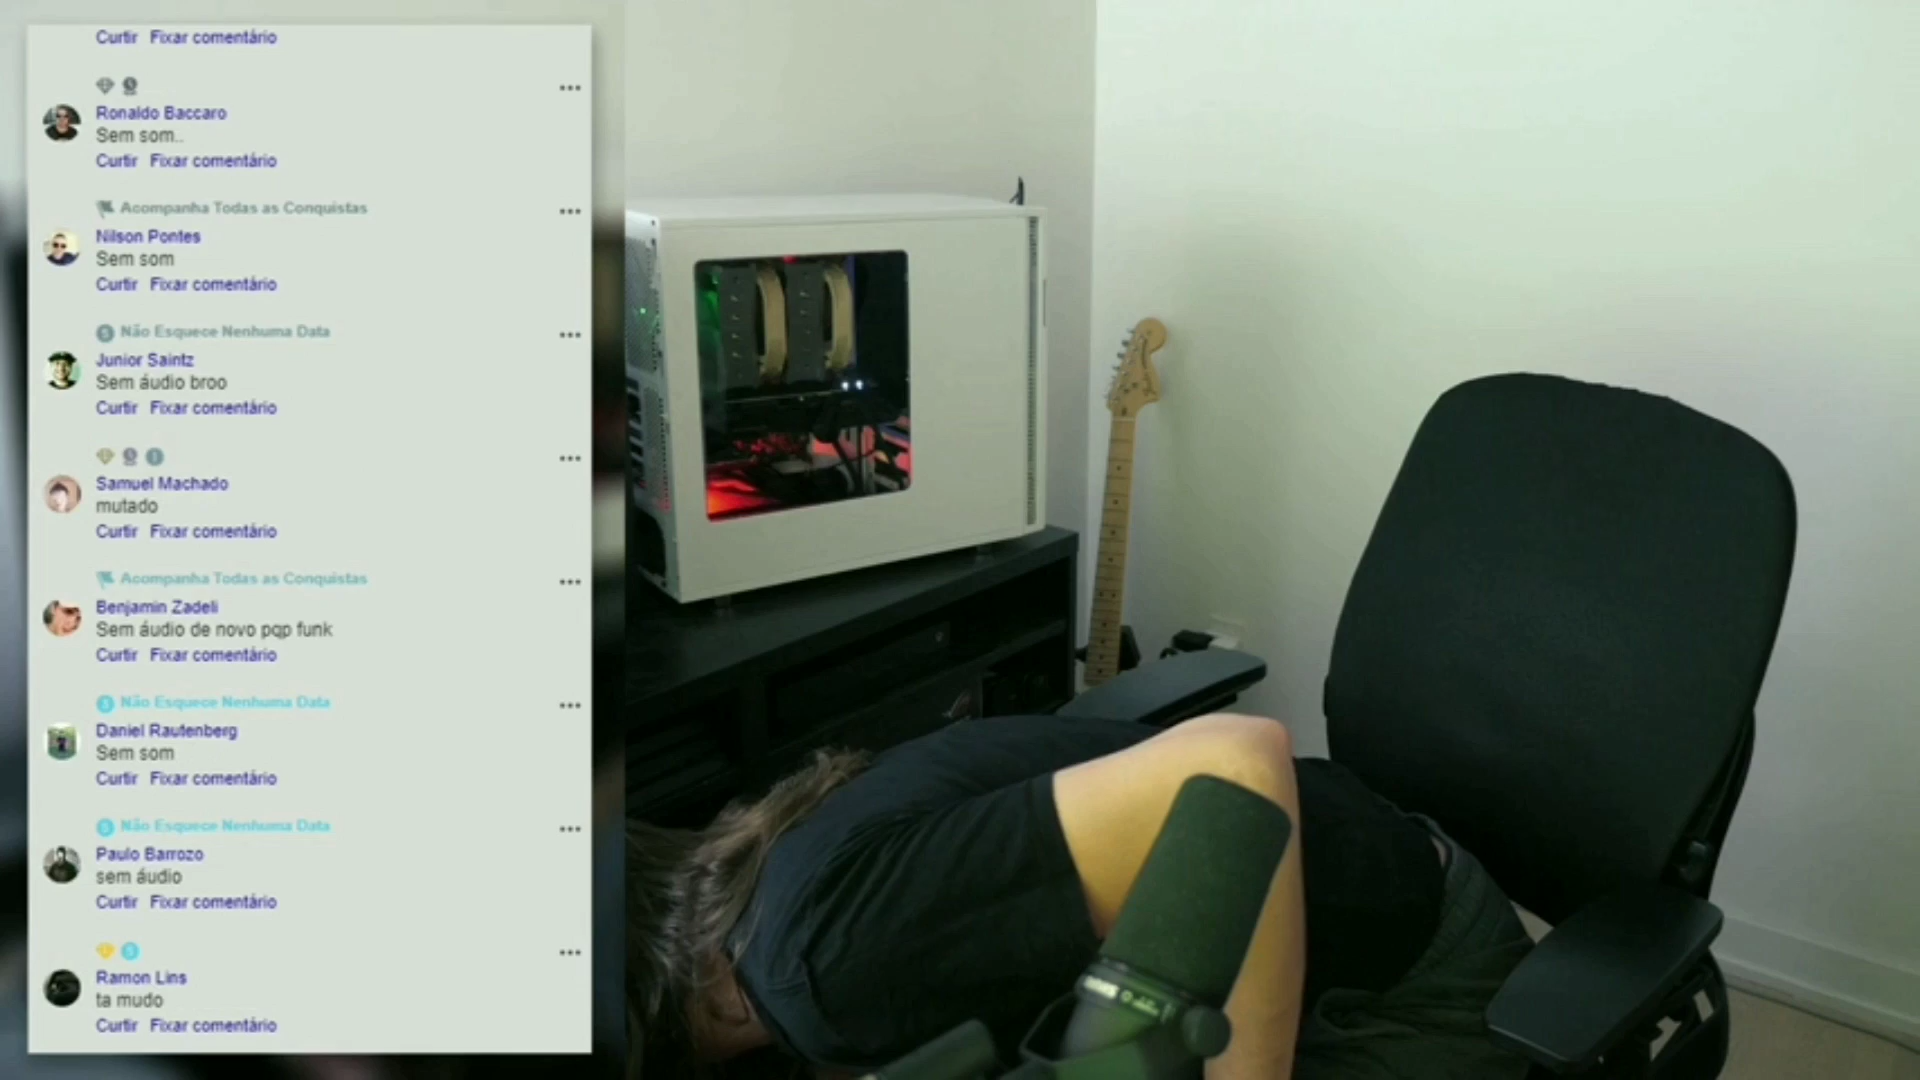 Curtir Fixar comentário
Ronaldo Baccaro
Sem som..
Curtir Fixar comentário
Acompanha Todas as Conquistas
Nilson Pontes
Sem som
Curtir Fixar comentário
Não Esquece Nenhuma Data
Junior Saintz
Sem áudio broo
Curtir Fixar comentário
Samuel Machado
mutado
Curtir Fixar comentário
Acompanha Todas as Conquistas
Benjamin Zadeli
Sem áudio de novo pqp funk
Curtir Fixar comentário
Não Esquece Nenhuma Data
Daniel Rautenberg
Sem som
Curtir Fixar comentário
Não Esquece Nenhuma Data
Paulo Barrozo
sem áudio
Curtir Fixar comentário
Ramon Lins
ta mudo
Curtir Fixar comentário